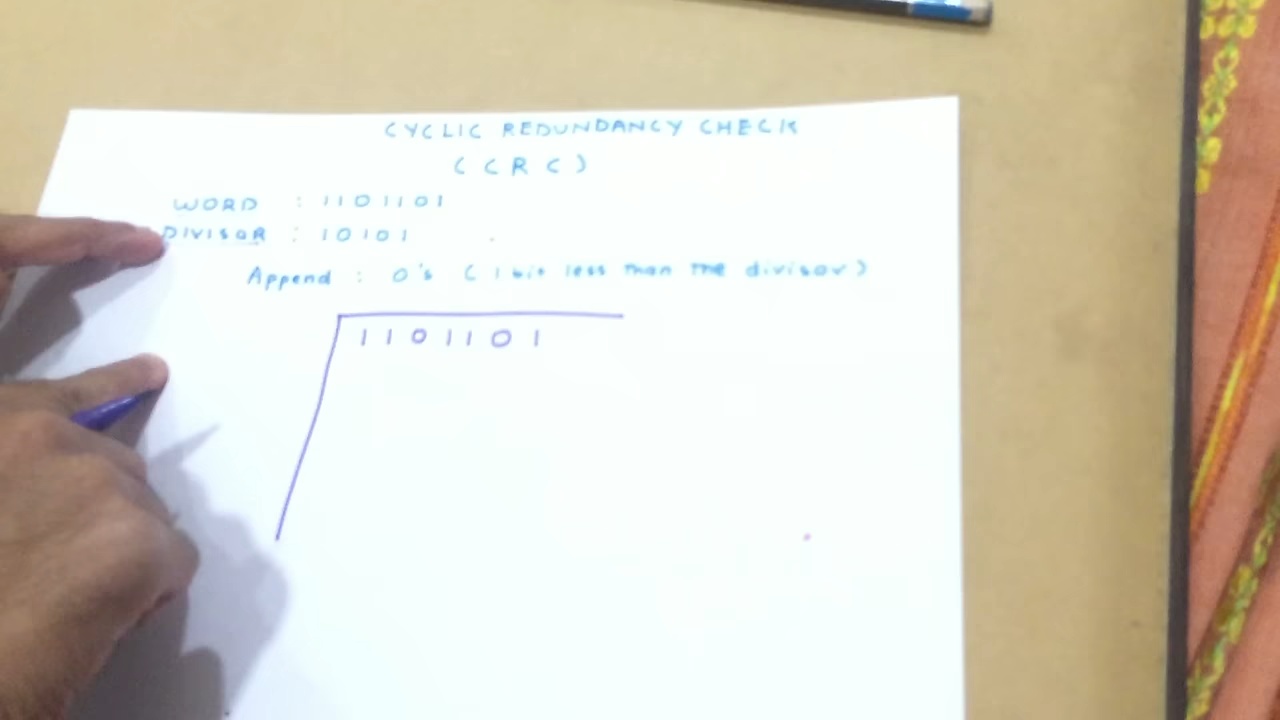 CYCLIC REDUNDANCY CHECK
(CRC)
WORD : 1101101
DIVISOR : 10101
Append : 0's (1 bit less than the divisor)
1101101